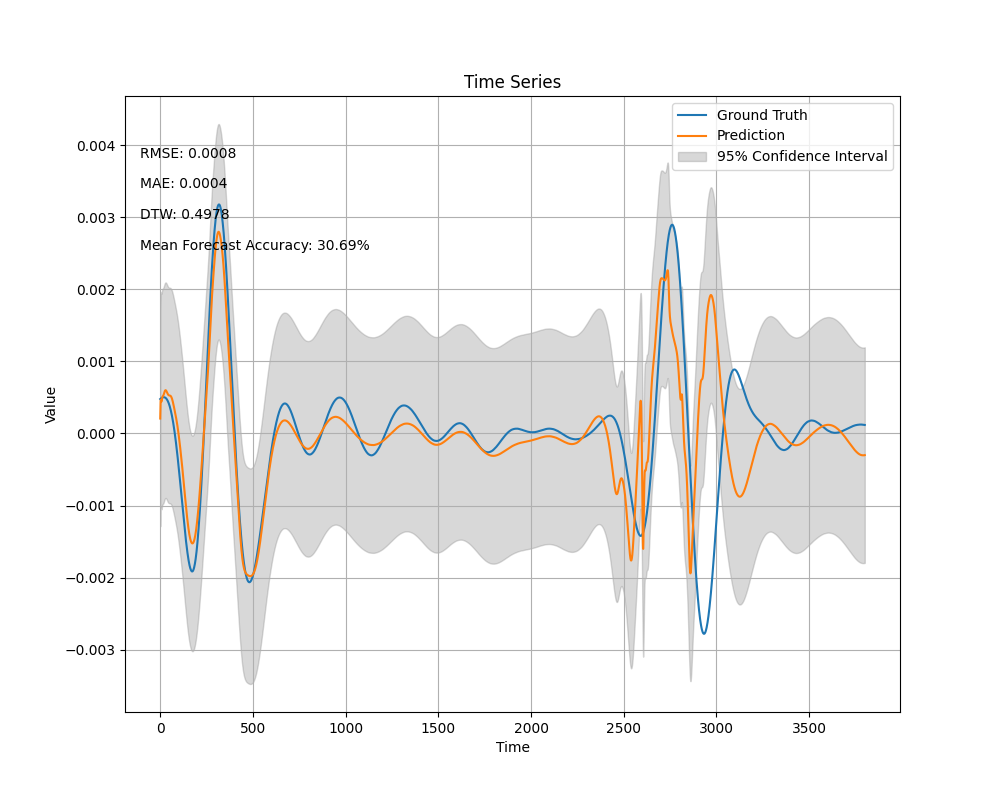 Time Series
Ground Truth
Prediction
95% Confidence Interval
RMSE: 0.0008
MAE: 0.0004
DTW: 0.4978
Mean Forecast Accuracy: 30.69%
0.004
0.003
0.002
0.001
0.000
−0.001
−0.002
−0.003
Value
0 500 1000 1500 2000 2500 3000 3500
Time